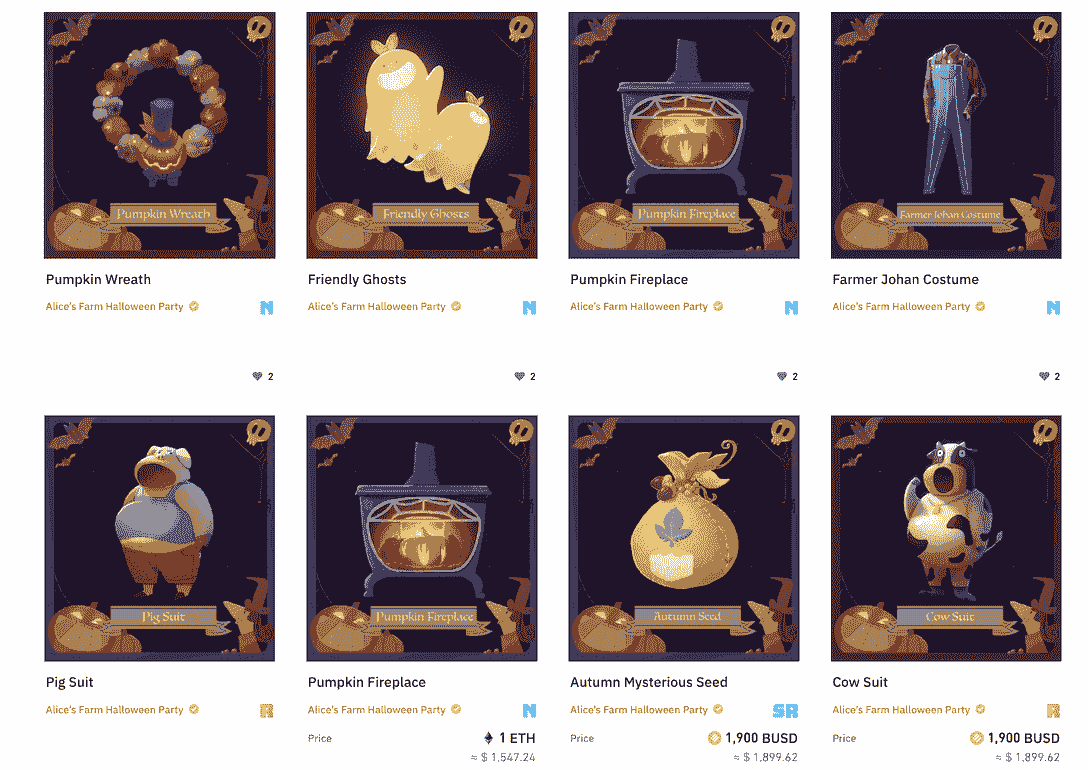 Pumpkin Wreath
Friendly Ghosts
Pumpkin Fireplace
Farmer Johan Costume
Pumpkin Wreath
Friendly Ghosts
Pumpkin Fireplace
Farmer Johan Costume
Alice's Farm Halloween Party N
Alice's Farm Halloween Party N
Alice's Farm Halloween Party N
Alice's Farm Halloween Party N
2
2
2
2
Pig Suit
Pumpkin Fireplace
Autumn Seed
Cow Suit
Pig Suit
Pumpkin Fireplace
Autumn Mysterious Seed
Cow Suit
Alice's Farm Halloween Party R
Alice's Farm Halloween Party N
Alice's Farm Halloween Party SR
Alice's Farm Halloween Party R
Price 1 ETH
Price 1,900 BUSD
Price 1,900 BUSD
≈ $ 1,547.24
≈ $ 1,899.62
≈ $ 1,899.62